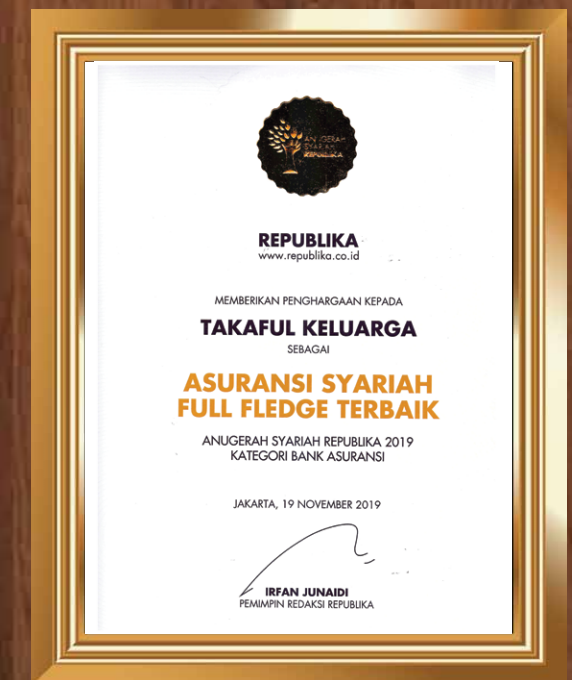 ANUGERAH
SYARIAH
REPUBLIKA
REPUBLIKA
www.republika.co.id
MEMBERIKAN PENGHARGAAN KEPADA
TAKAFUL KELUARGA
SEBAGAI
ASURANSI SYARIAH
FULL FLEDGE TERBAIK
ANUGERAH SYARIAH REPUBLIKA 2019
KATEGORI BANK ASURANSI
JAKARTA, 19 NOVEMBER 2019
IRFAN JUNAIDI
PEMIMPIN REDAKSI REPUBLIKA